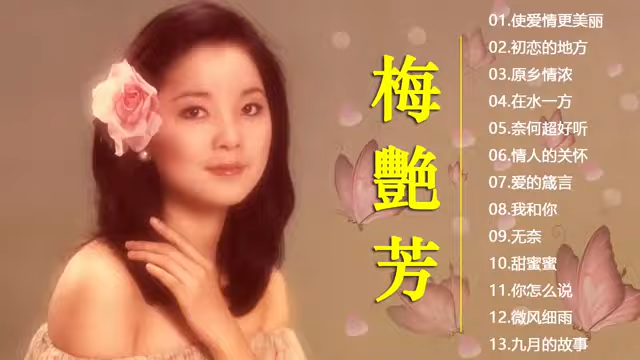 梅艷芳
01.使爱情更美丽
02.初恋的地方
03.原乡情浓
04.在水一方
05.奈何超好听
06.情人的关怀
07.爱的箴言
08.我和你
09.无奈
10.甜蜜蜜
11.你怎么说
12.微风细雨
13.九月的故事